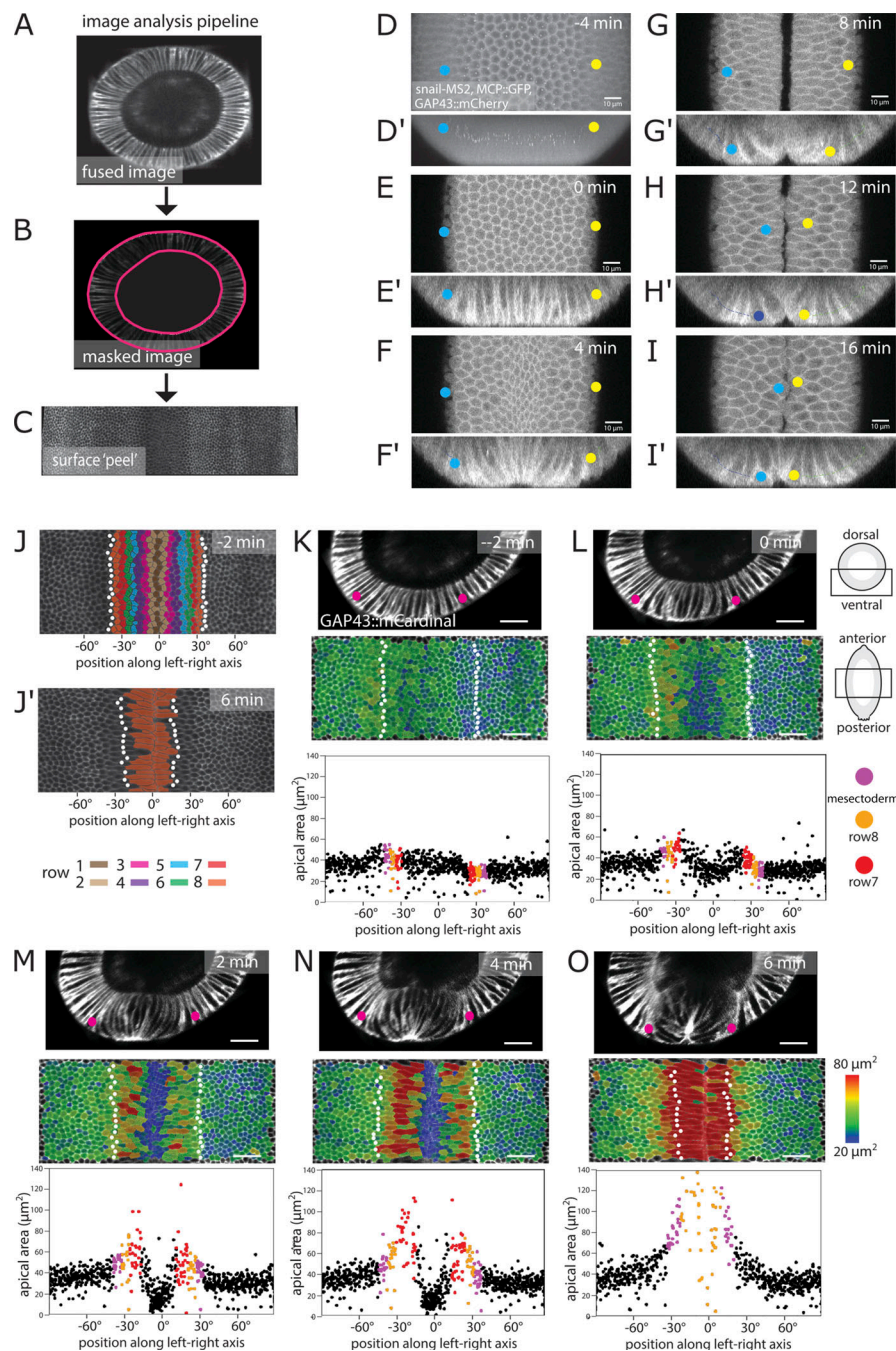 A
image analysis pipeline
fused image
B
masked image
C
surface 'peel'
D
-4 min
snail-MS2, MCP::GFP,
GAP43::mCherry
10 µm
D'
E
0 min
10 µm
E'
F
4 min
10 µm
F'
G
8 min
10 µm
G'
H
12 min
10 µm
H'
I
16 min
10 µm
I'
J
-2 min
-60° -30° 0° 30° 60°
position along left-right axis
J'
6 min
-60° -30° 0° 30° 60°
position along left-right axis
row 1 3 5 7
2 4 6 8
K
--2 min
GAP43::mCardinal
apical area (µm²)
140
120
100
80
60
40
20
0
-60° -30° 0° 30° 60°
position along left-right axis
L
0 min
apical area (µm²)
140
120
100
80
60
40
20
0
-60° -30° 0° 30° 60°
position along left-right axis
dorsal
ventral
anterior
posterior
mesectoderm
row8
row7
M
2 min
apical area (µm²)
140
120
100
80
60
40
20
0
-60° -30° 0° 30° 60°
position along left-right axis
N
4 min
apical area (µm²)
140
120
100
80
60
40
20
0
-60° -30° 0° 30° 60°
position along left-right axis
O
6 min
80 µm²
20 µm²
apical area (µm²)
140
120
100
80
60
40
20
0
-60° -30° 0° 30° 60°
position along left-right axis